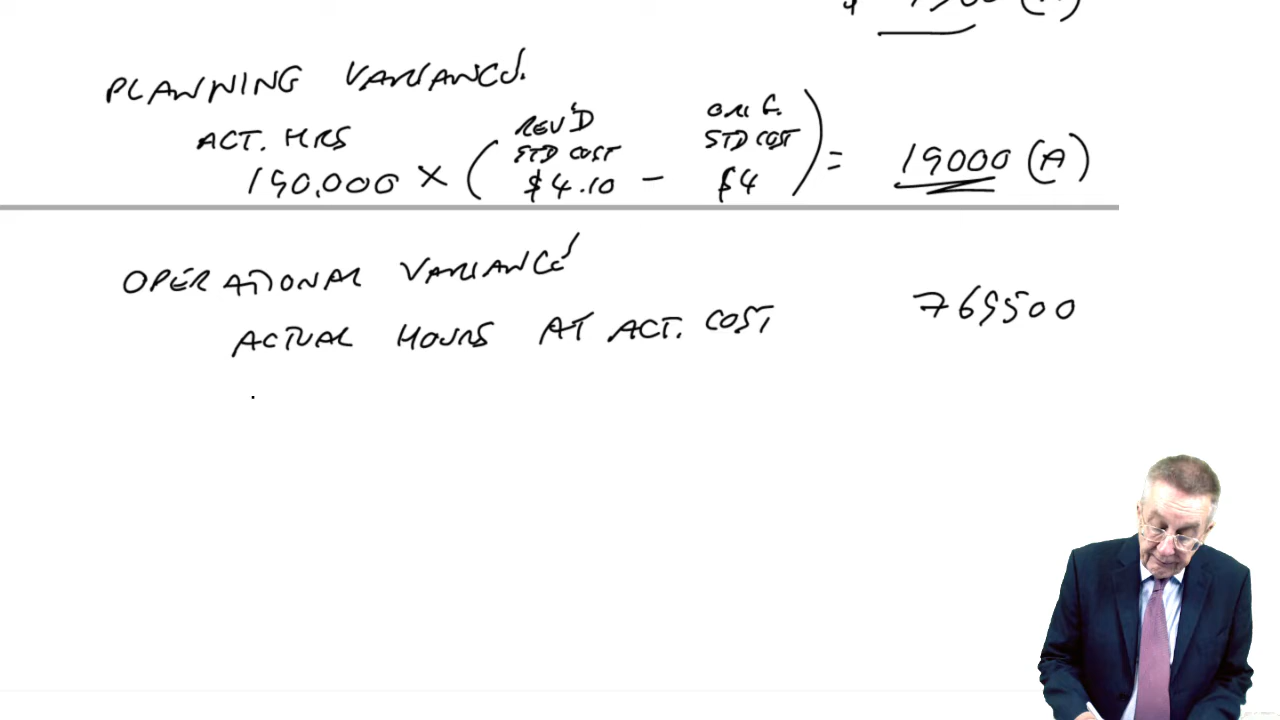 PLANNING VARIANCE.
ACT. HRS REV'D STD COST ORIG. STD COST
190,000 × ( $4.10 - $4 ) = 19000 (A)
OPERATIONAL VARIANCE
ACTUAL HOURS AT ACT. COST 769500